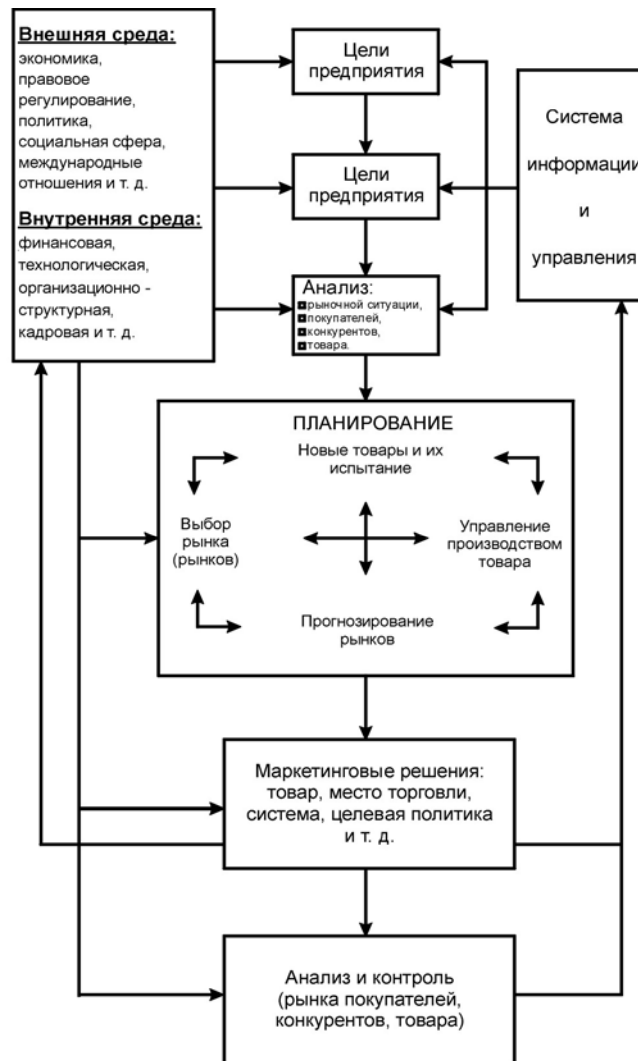 Внешняя среда:
экономика,
правовое
регулирование,
политика,
социальная сфера,
международные
отношения и т. д.
Внутренняя среда:
финансовая,
технологическая,
организационно -
структурная,
кадровая и т. д.
Цели
предприятия
Цели
предприятия
Анализ:
рыночной ситуации,
покупателей,
конкурентов,
товара.
Система
информации
и
управления
ПЛАНИРОВАНИЕ
Новые товары и их
испытание
Выбор
рынка
(рынков)
Управление
производством
товара
Прогнозирование
рынков
Маркетинговые решения:
товар, место торговли,
система, целевая политика
и т. д.
Анализ и контроль
(рынка покупателей,
конкурентов, товара)